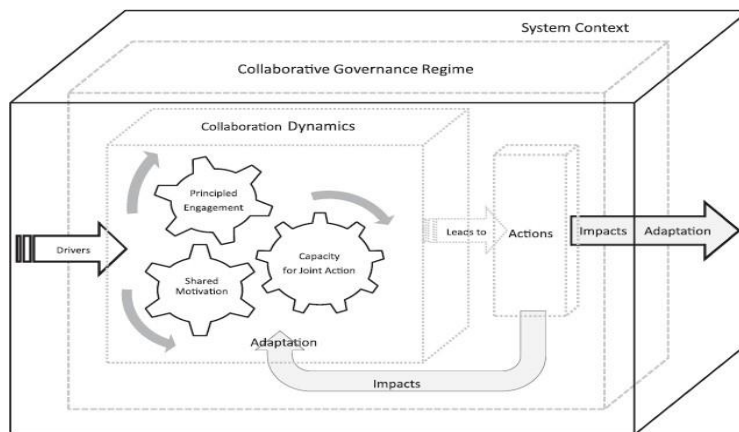 System Context
Collaborative Governance Regime
Collaboration Dynamics
Principled
Engagement
Drivers
Shared
Motivation
Capacity
for Joint Action
Leads to
Actions
Impacts
Adaptation
Adaptation
Impacts